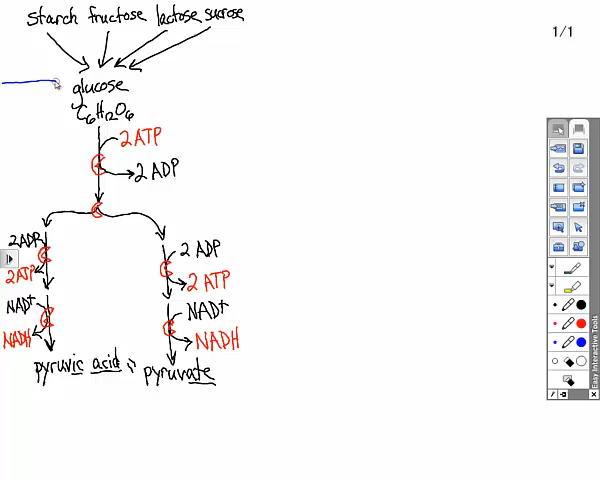 starch fructose lactose sucrose
1/1
glucose
C6H12O6
2 ATP
2 ADP
2 ADP
2 ATP
NAD+
NADH
2 ADP
2 ATP
NAD+
NADH
pyruvic acid
pyruvate
Easy Interactive Tools